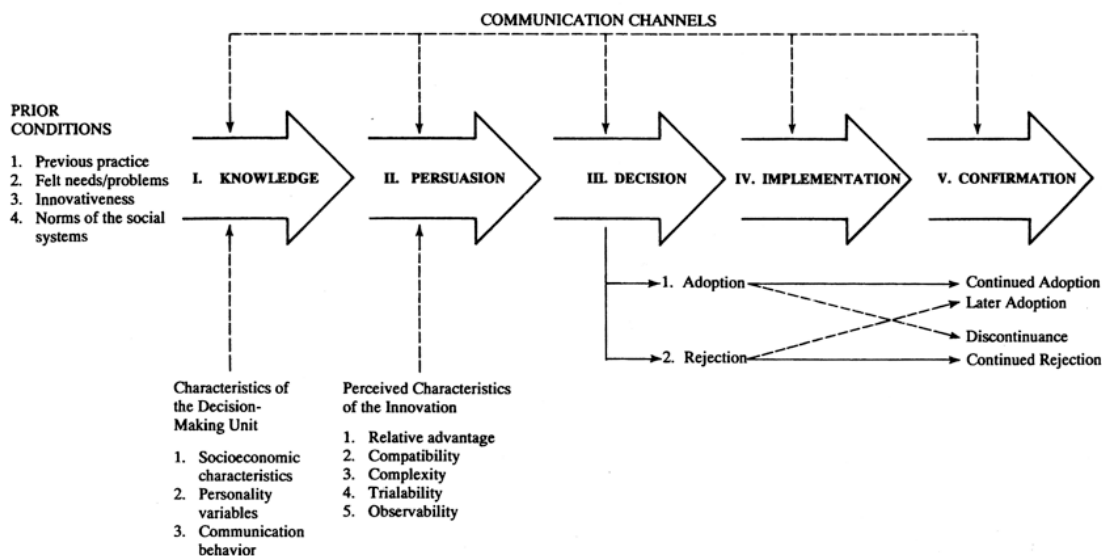 COMMUNICATION CHANNELS
PRIOR
CONDITIONS
1. Previous practice
2. Felt needs/problems
3. Innovativeness
4. Norms of the social
systems
I. KNOWLEDGE
II. PERSUASION
III. DECISION
IV. IMPLEMENTATION
V. CONFIRMATION
1. Adoption
2. Rejection
Continued Adoption
Later Adoption
Discontinuance
Continued Rejection
Characteristics of
the Decision-
Making Unit
1. Socioeconomic
characteristics
2. Personality
variables
3. Communication
behavior
Perceived Characteristics
of the Innovation
1. Relative advantage
2. Compatibility
3. Complexity
4. Trialability
5. Observability